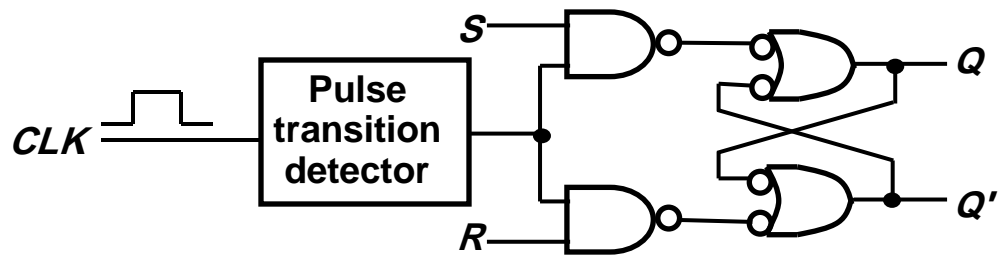 S
Pulse
transition
detector
CLK
R
Q
Q'